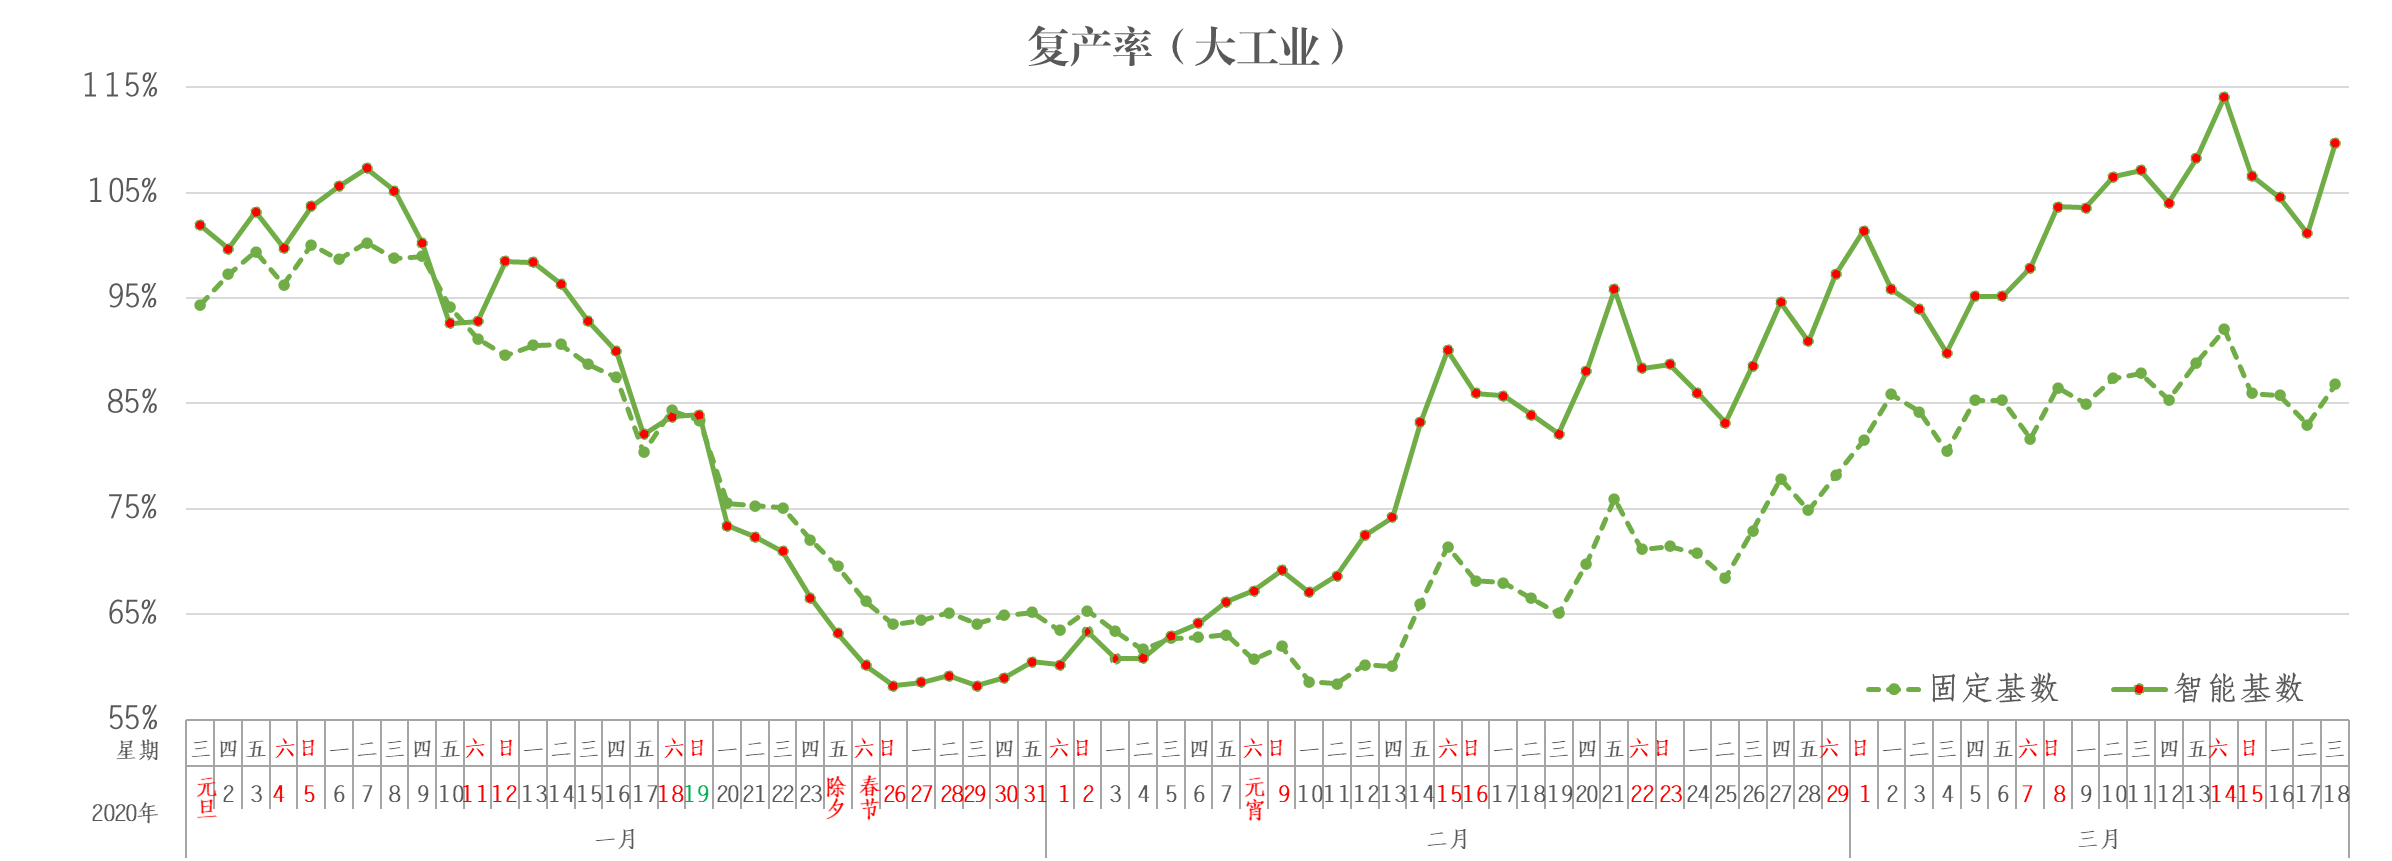 复产率（大工业）
115%
105%
95%
85%
75%
65%
55%
固定基数 智能基数
星期 三 四 五 六 日 一 二 三 四 五 六 日 一 二 三 四 五 六 日 一 二 三 四 五 六 日 一 二 三 四 五 六 日 一 二 三 四 五 六 日 一 二 三 四 五 六 日 一 二 三 四 五 六 日 一 二 三 四 五 六 日 一 二 三 四 五 六 日 一 二 三 四 五 六 日 一 二 三
2020年 元旦 2 3 4 5 6 7 8 9 10 11 12 13 14 15 16 17 18 19 20 21 22 23 除夕 春节 26 27 28 29 30 31 1 2 3 4 5 6 7 元宵 9 10 11 12 13 14 15 16 17 18 19 20 21 22 23 24 25 26 27 28 29 1 2 3 4 5 6 7 8 9 10 11 12 13 14 15 16 17 18
一月 二月 三月